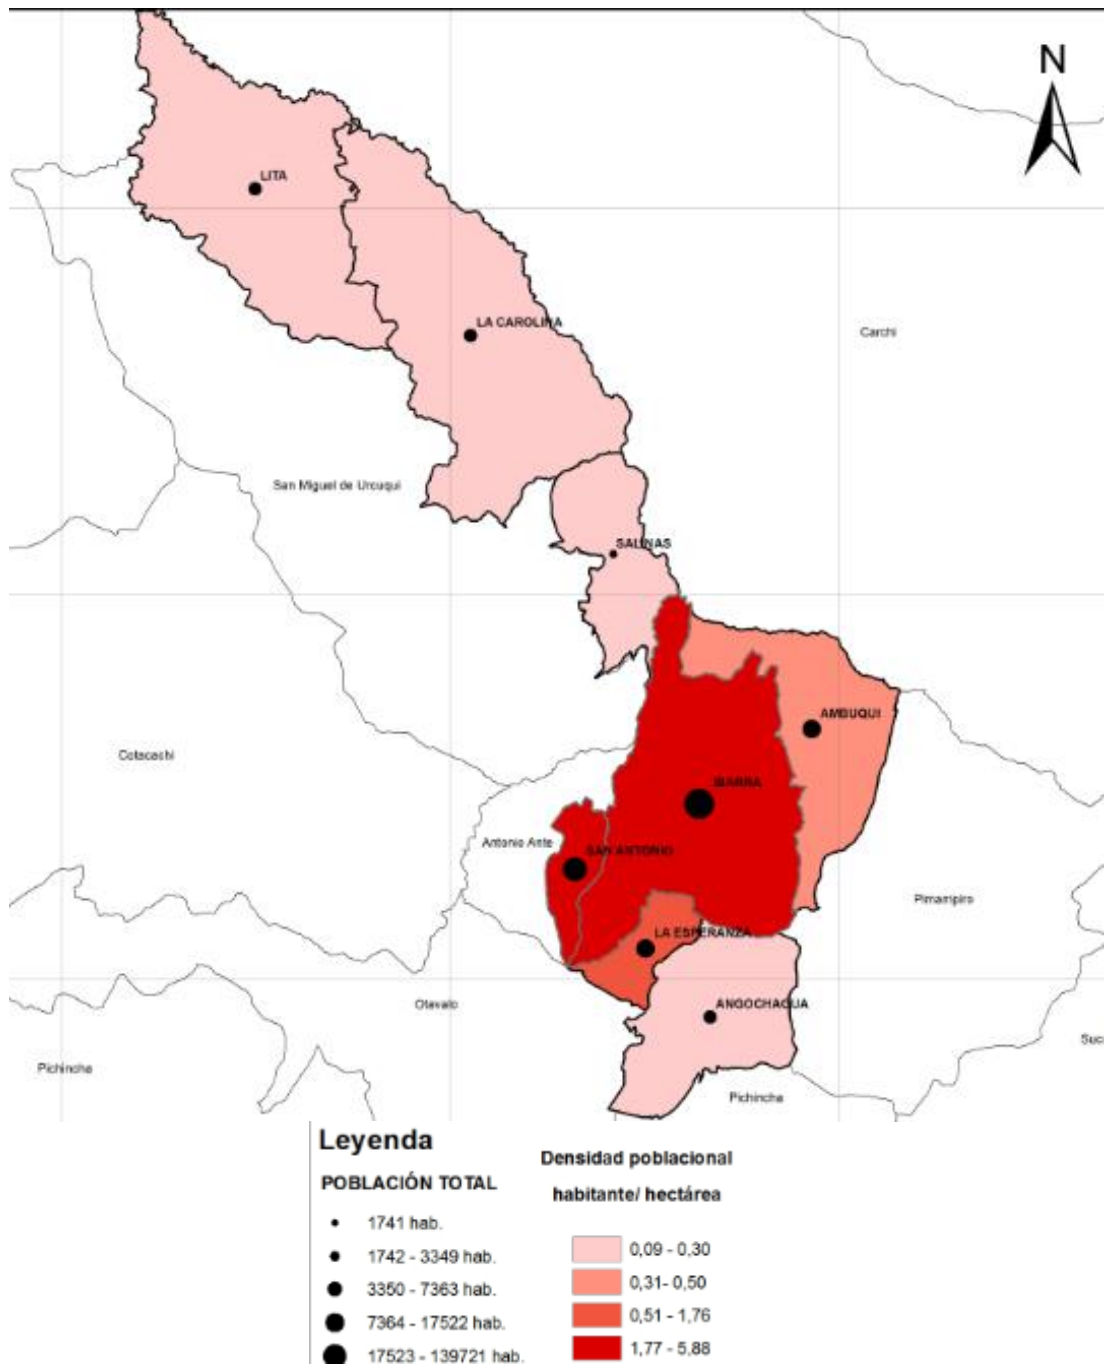 N
LITA
LA CAROLINA
Carchi
San Miguel de Urcuqui
SALINAS
AMBUQUI
Cotacachi
IBARRA
Antonio Ante
SAN ANTONIO
Pimampiro
LA ESPERANZA
Otavalo
ANGOCHAGUA
Suc
Pichincha
Pichincha
Leyenda
POBLACIÓN TOTAL
1741 hab.
1742 - 3349 hab.
3350 - 7363 hab.
7364 - 17522 hab.
17523 - 139721 hab.
Densidad poblacional
habitante/ hectárea
0,09 - 0,30
0,31- 0,50
0,51 - 1,76
1,77 - 5,88